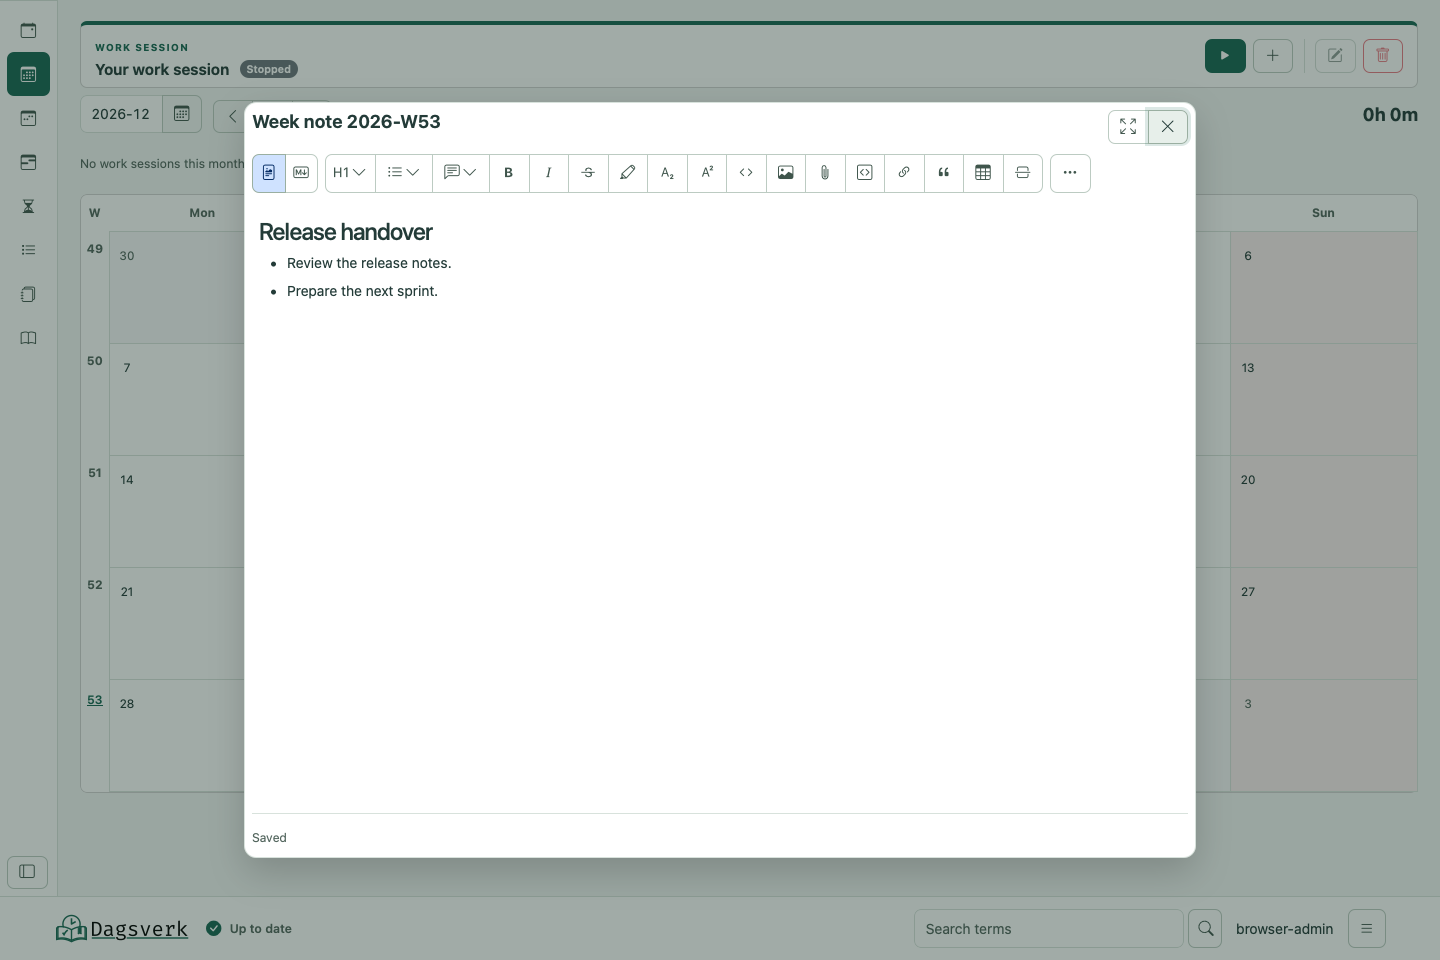 WORK SESSION
Your work session Stopped
2026-12
0h 0m
No work sessions this month
W Mon Sun
49 30 6
50 7 13
51 14 20
52 21 27
53 28 3
Week note 2026-W53
H1 B I S A₂ A² M↓
Release handover
• Review the release notes.
• Prepare the next sprint.
Saved
Dagsverk Up to date Search terms browser-admin